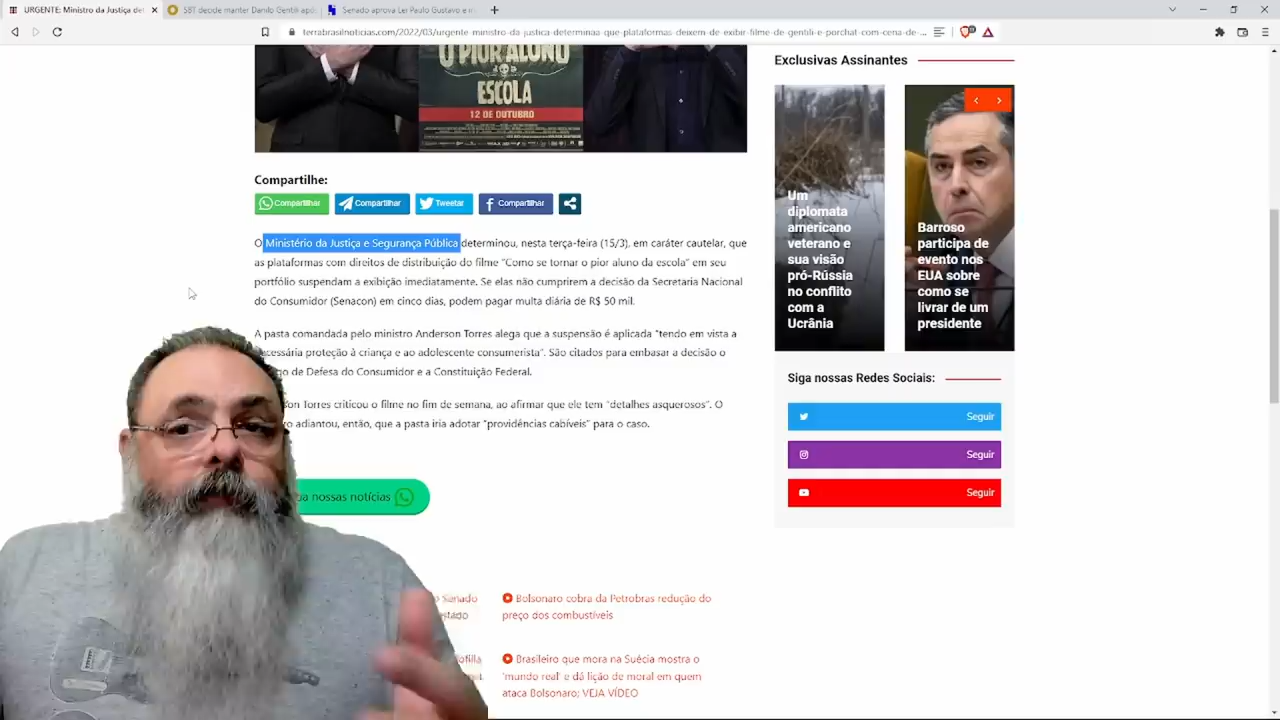 URGENTE: Ministro da Justiça det
SBT decide manter Danilo Gentili apó
Senado aprova Lei Paulo Gustavo e in
terrabrasilnoticias.com/2022/03/urgente-ministro-da-justica-determinaa-que-plataformas-deixem-de-exibir-filme-de-gentili-e-porchat-com-cena-de-...
O PIOR ALUNO
ESCOLA
12 DE OUTUBRO
Compartilhe:
Compartilhar
Compartilhar
Tweetar
Compartilhar
O Ministério da Justiça e Segurança Pública determinou, nesta terça-feira (15/3), em caráter cautelar, que
as plataformas com direitos de distribuição do filme "Como se tornar o pior aluno da escola" em seu
portfólio suspendam a exibição imediatamente. Se elas não cumprirem a decisão da Secretaria Nacional
do Consumidor (Senacon) em cinco dias, podem pagar multa diária de R$ 50 mil.
A pasta comandada pelo ministro Anderson Torres alega que a suspensão é aplicada "tendo em vista a
ecessária proteção à criança e ao adolescente consumerista". São citados para embasar a decisão o
go de Defesa do Consumidor e a Constituição Federal.
on Torres criticou o filme no fim de semana, ao afirmar que ele tem "detalhes asquerosos". O
o adiantou, então, que a pasta iria adotar "providências cabíveis" para o caso.
nossas notícias
Senado
Bolsonaro cobra da Petrobras redução do
preço dos combustíveis
Brasileiro que mora na Suécia mostra o
'mundo real' e dá lição de moral em quem
ataca Bolsonaro; VEJA VÍDEO
Exclusivas Assinantes
Um
diplomata
americano
veterano e
sua visão
pró-Rússia
no conflito
com a
Ucrânia
Barroso
participa de
evento nos
EUA sobre
como se
livrar de um
presidente
Siga nossas Redes Sociais:
Seguir
Seguir
Seguir